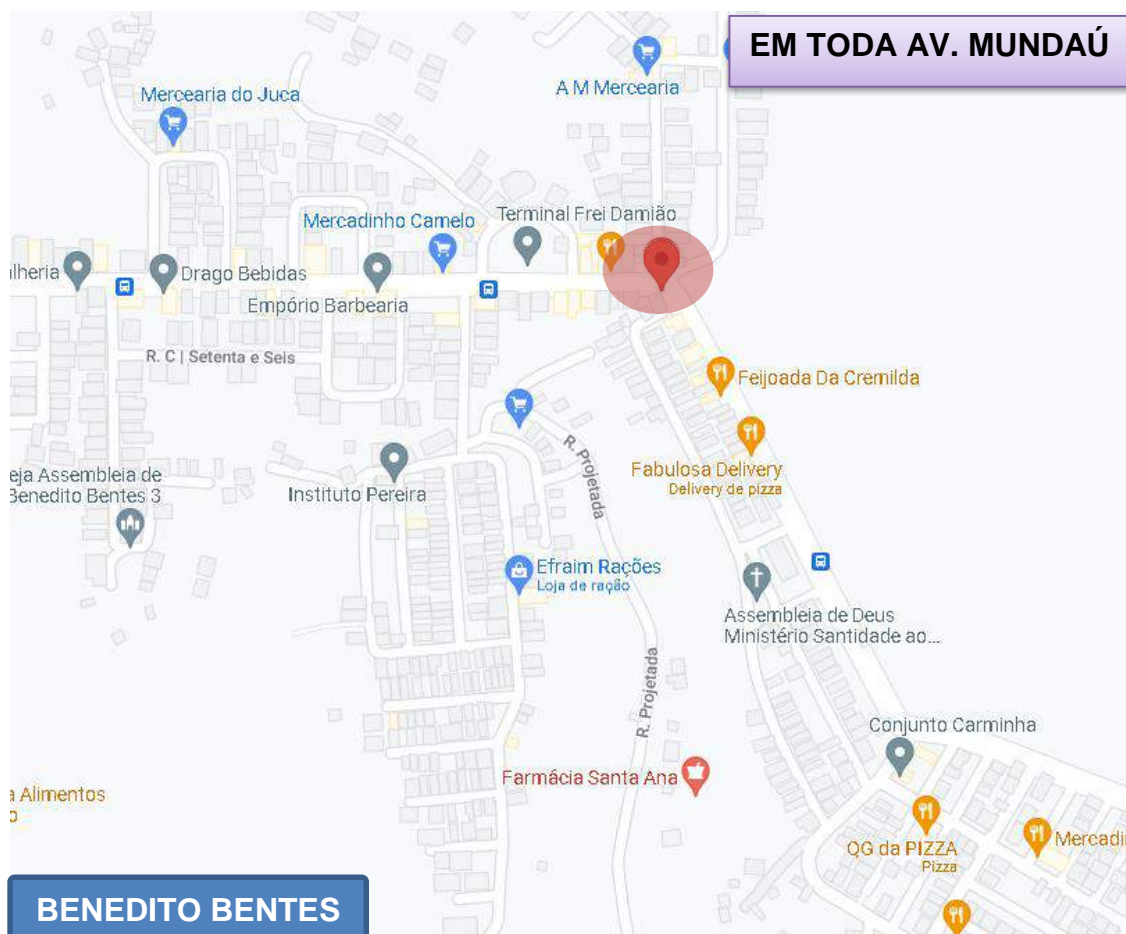 EM TODA AV. MUNDAÚ
A M Mercearia
Mercearia do Juca
Terminal Frei Damião
Mercadinho Camelo
lheria
Drago Bebidas
Empório Barbearia
R. C | Setenta e Seis
Feijoada Da Cremilda
R. Projetada
Fabulosa Delivery
Delivery de pizza
eja Assembleia de
Benedito Bentes 3
Instituto Pereira
Efraim Rações
Loja de ração
Assembleia de Deus
Ministério Santidade ao...
R. Projetada
Conjunto Carminha
Farmácia Santa Ana
a Alimentos
o
QG da PIZZA
Pizza
Mercadi
BENEDITO BENTES